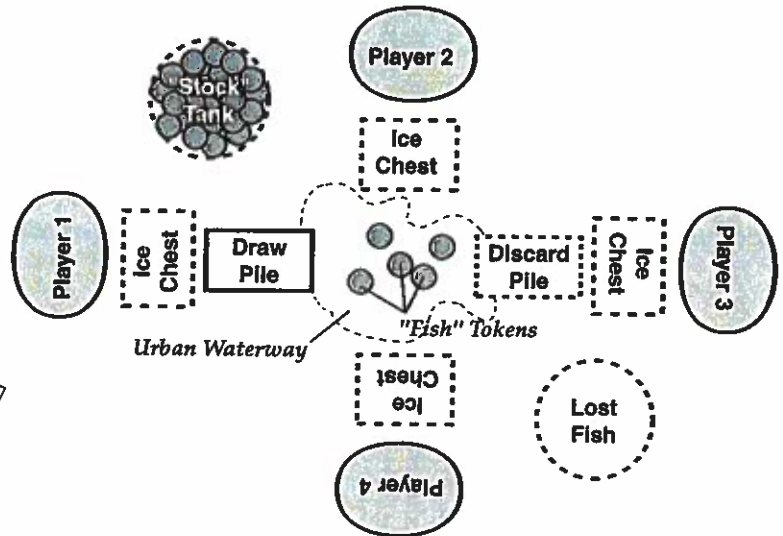 Player 2
"Stock"
Tank
Ice
Chest
Player 1
Ice
Chest
Draw
Pile
Discard
Pile
Ice
Chest
Player 3
"Fish" Tokens
Urban Waterway
Ice
Chest
Lost
Fish
Player 4